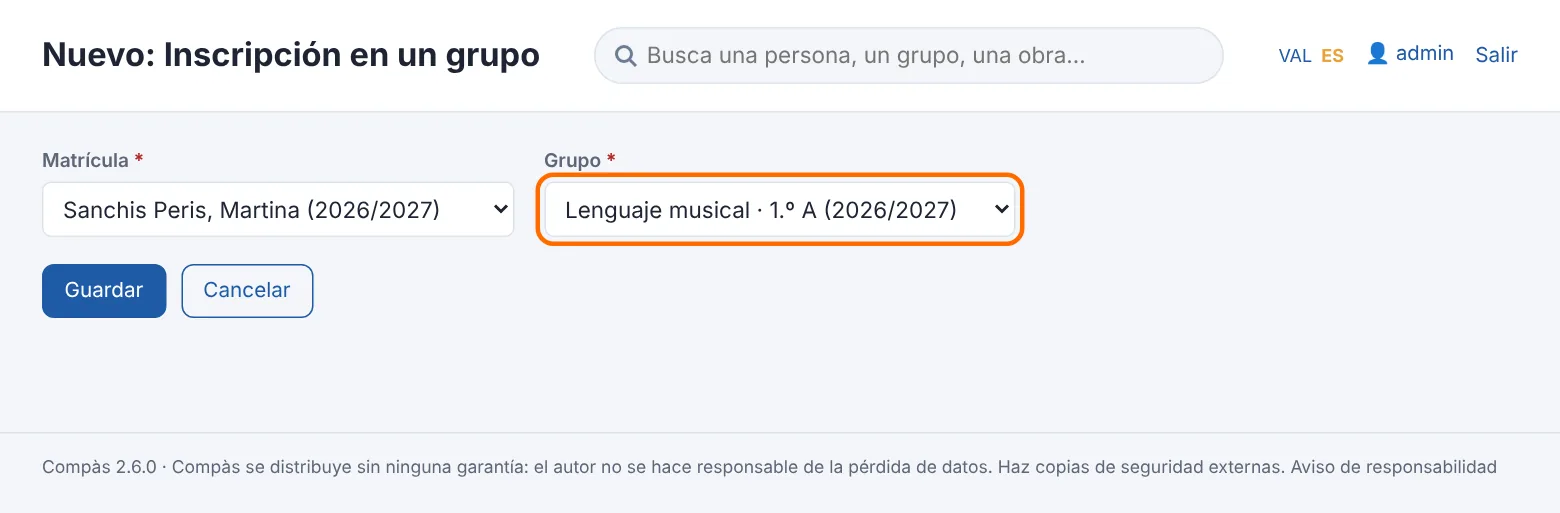 Nuevo: Inscripción en un grupo
Busca una persona, un grupo, una obra...
VAL ES admin Salir
Matrícula *
Grupo *
Sanchis Peris, Martina (2026/2027)
Lenguaje musical · 1.º A (2026/2027)
Guardar
Cancelar
Compàs 2.6.0 · Compàs se distribuye sin ninguna garantía: el autor no se hace responsable de la pérdida de datos. Haz copias de seguridad externas. Aviso de responsabilidad